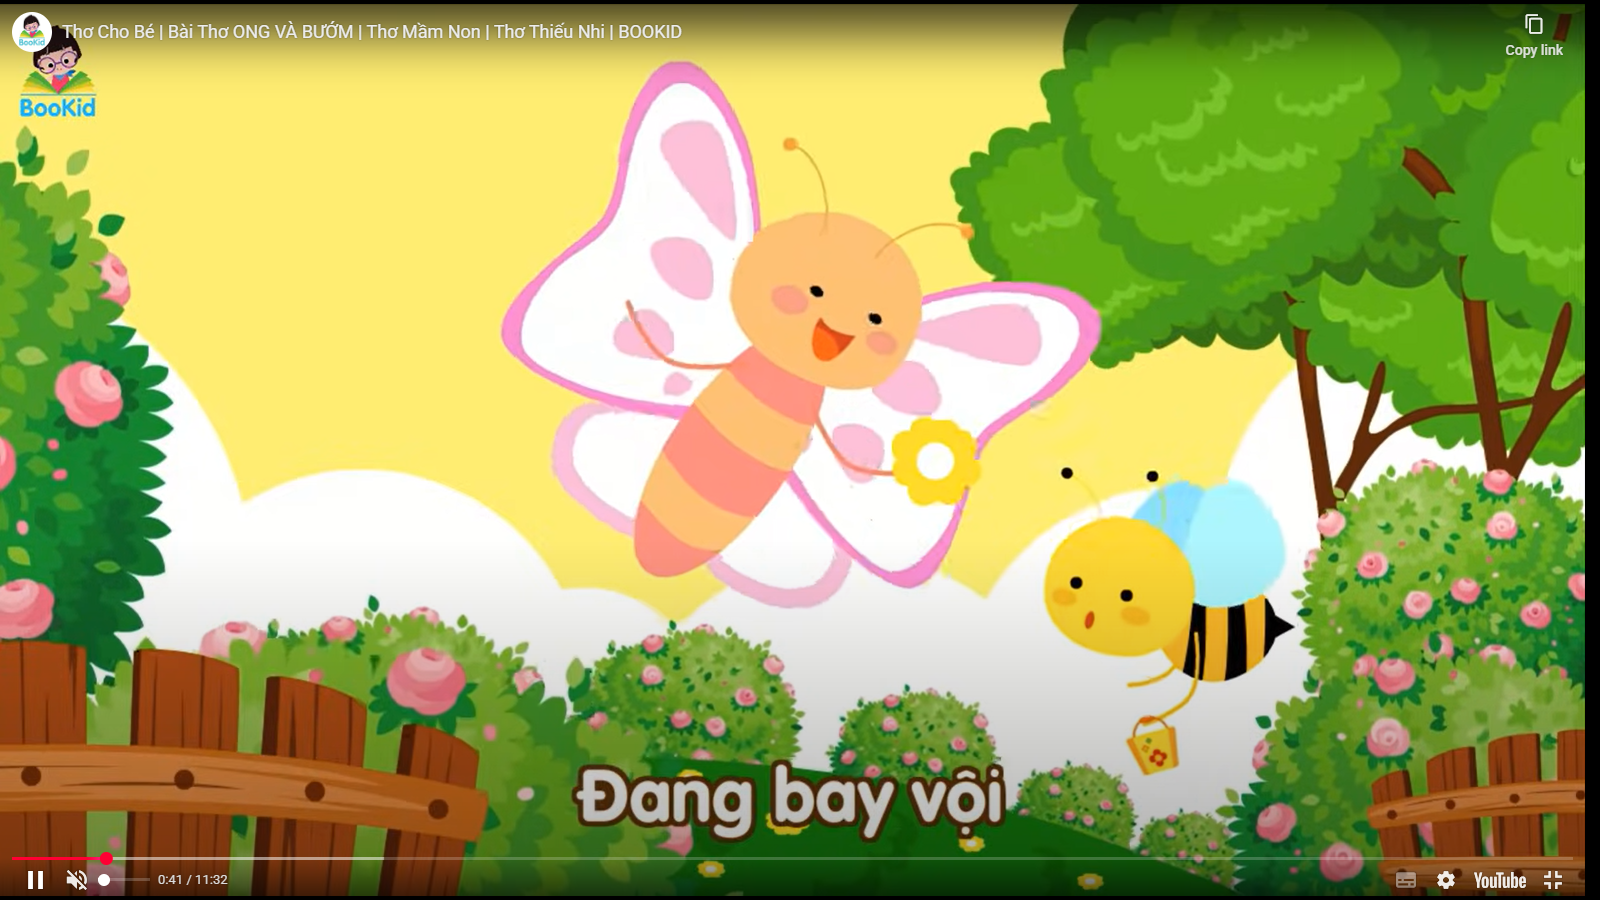 Thơ Cho Bé | Bài Thơ ONG VÀ BƯỚM | Thơ Mầm Non | Thơ Thiếu Nhi | BOOKID
Copy link
BooKid
BooKid
Đang bay vội
0:41 / 11:32
YouTube